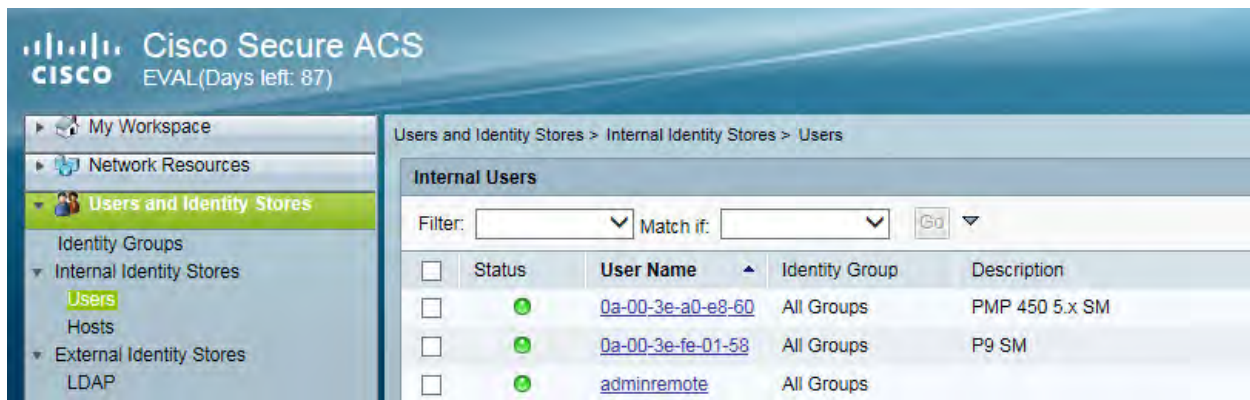 Cisco Secure ACS
CISCO EVAL(Days left: 87)
My Workspace
Network Resources
Users and Identity Stores
Identity Groups
Internal Identity Stores
Users
Hosts
External Identity Stores
LDAP
Users and Identity Stores > Internal Identity Stores > Users
Internal Users
Filter: Match if: Go
Status User Name Identity Group Description
0a-00-3e-a0-e8-60 All Groups PMP 450 5.x SM
0a-00-3e-fe-01-58 All Groups P9 SM
adminremote All Groups